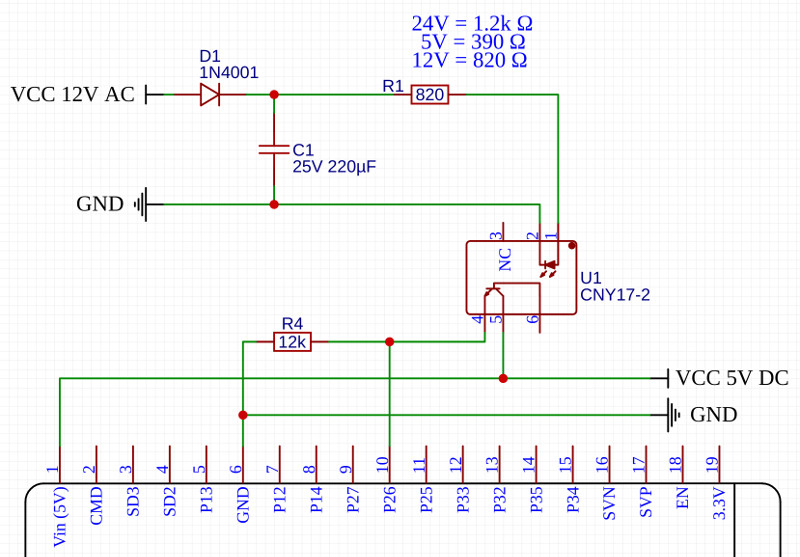 24V = 1.2k Ω
5V = 390 Ω
12V = 820 Ω
D1
1N4001
VCC 12V AC
R1
820
C1
25V 220µF
GND
3
2
1
NC
U1
CNY17-2
4
5
6
R4
12k
VCC 5V DC
GND
1
2
3
4
5
6
7
8
9
10
11
12
13
14
15
16
17
18
19
Vin (5V)
CMD
SD3
SD2
P13
GND
P12
P14
P27
P26
P25
P33
P32
P35
P34
SVN
SVP
EN
3.3V